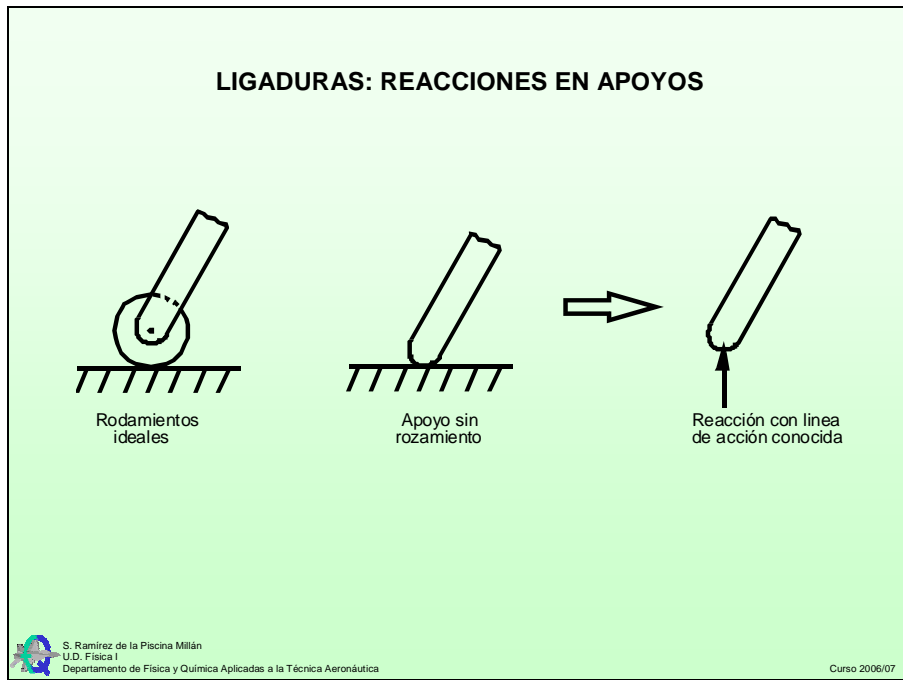 LIGADURAS: REACCIONES EN APOYOS
Rodamientos
ideales
Apoyo sin
rozamiento
Reacción con linea
de acción conocida
S. Ramírez de la Piscina Millán
U.D. Física I
Departamento de Física y Química Aplicadas a la Técnica Aeronáutica
Curso 2006/07